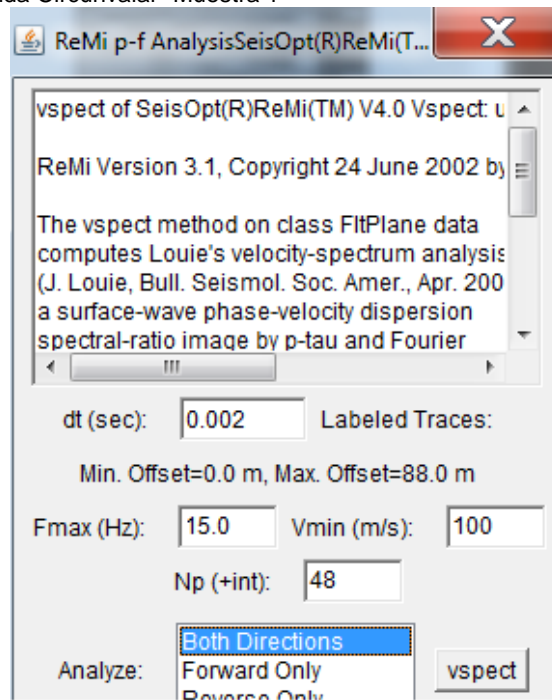 ReMi p-f AnalysisSeisOpt(R)ReMi(T...
vspect of SeisOpt(R)ReMi(TM) V4.0 Vspect: u
ReMi Version 3.1, Copyright 24 June 2002 by
The vspect method on class FltPlane data
computes Louie's velocity-spectrum analysis
(J. Louie, Bull. Seismol. Soc. Amer., Apr. 200
a surface-wave phase-velocity dispersion
spectral-ratio image by p-tau and Fourier
dt (sec): 0.002 Labeled Traces:
Min. Offset=0.0 m, Max. Offset=88.0 m
Fmax (Hz): 15.0 Vmin (m/s): 100
Np (+int): 48
Both Directions
Analyze: Forward Only vspect
Reverse Only